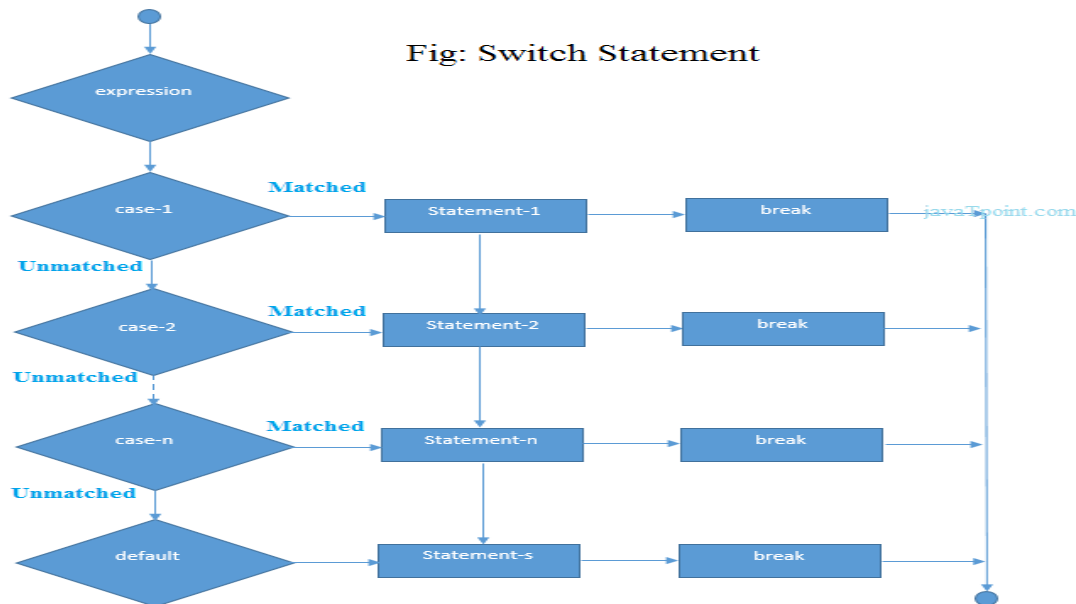 Fig: Switch Statement
expression
case-1
Matched
Statement-1
break
javaTpoint.com
Unmatched
case-2
Matched
Statement-2
break
Unmatched
case-n
Matched
Statement-n
break
Unmatched
default
Statement-s
break